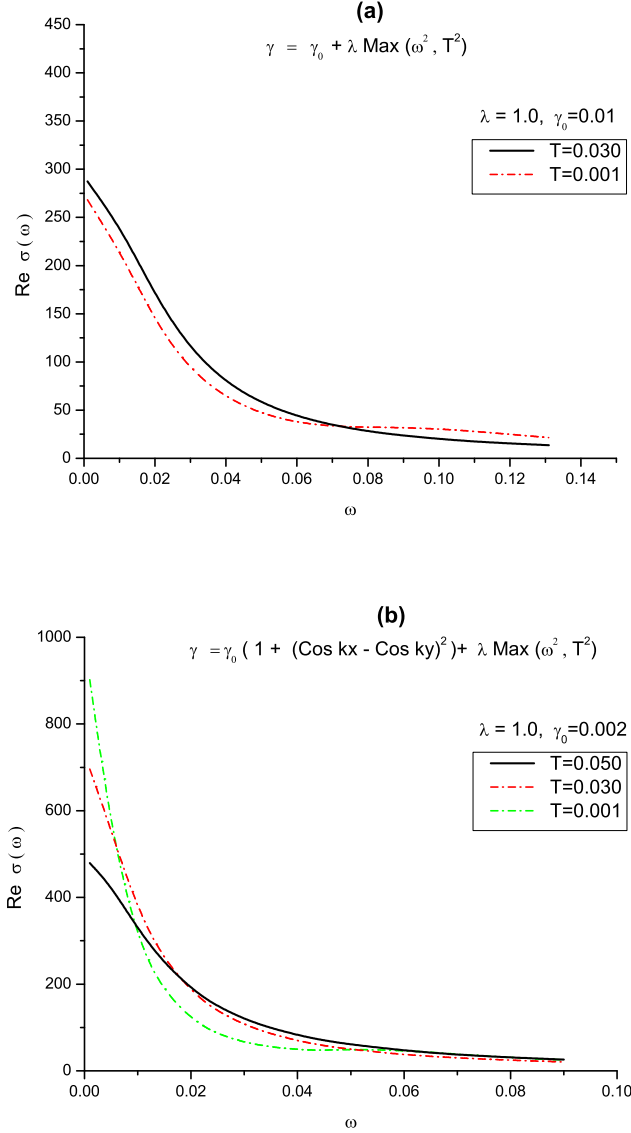 (a)
450
γ = γ₀ + λ Max (ω², T²)
400
350
λ = 1.0, γ₀=0.01
T=0.030
T=0.001
300
250
200
150
100
50
0
Re σ(ω)
0.00 0.02 0.04 0.06 0.08 0.10 0.12 0.14
ω
(b)
1000
γ =γ₀ ( 1 + (Cos kx - Cos ky)²)+ λ Max (ω², T²)
800
λ = 1.0, γ₀=0.002
T=0.050
T=0.030
T=0.001
600
400
200
0
Re σ(ω)
0.00 0.02 0.04 0.06 0.08 0.10
ω